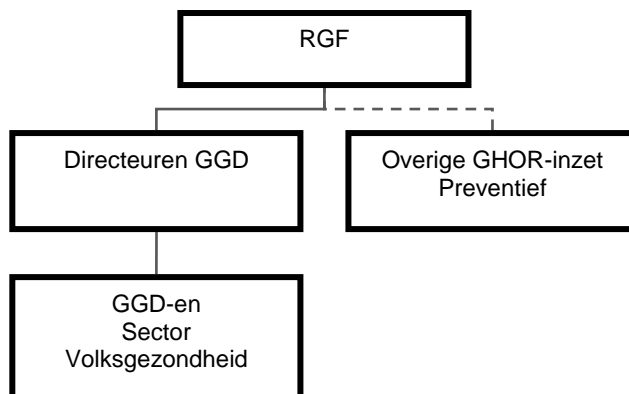 RGF
Directeuren GGD
Overige GHOR-inzet
Preventief
GGD-en
Sector
Volksgezondheid